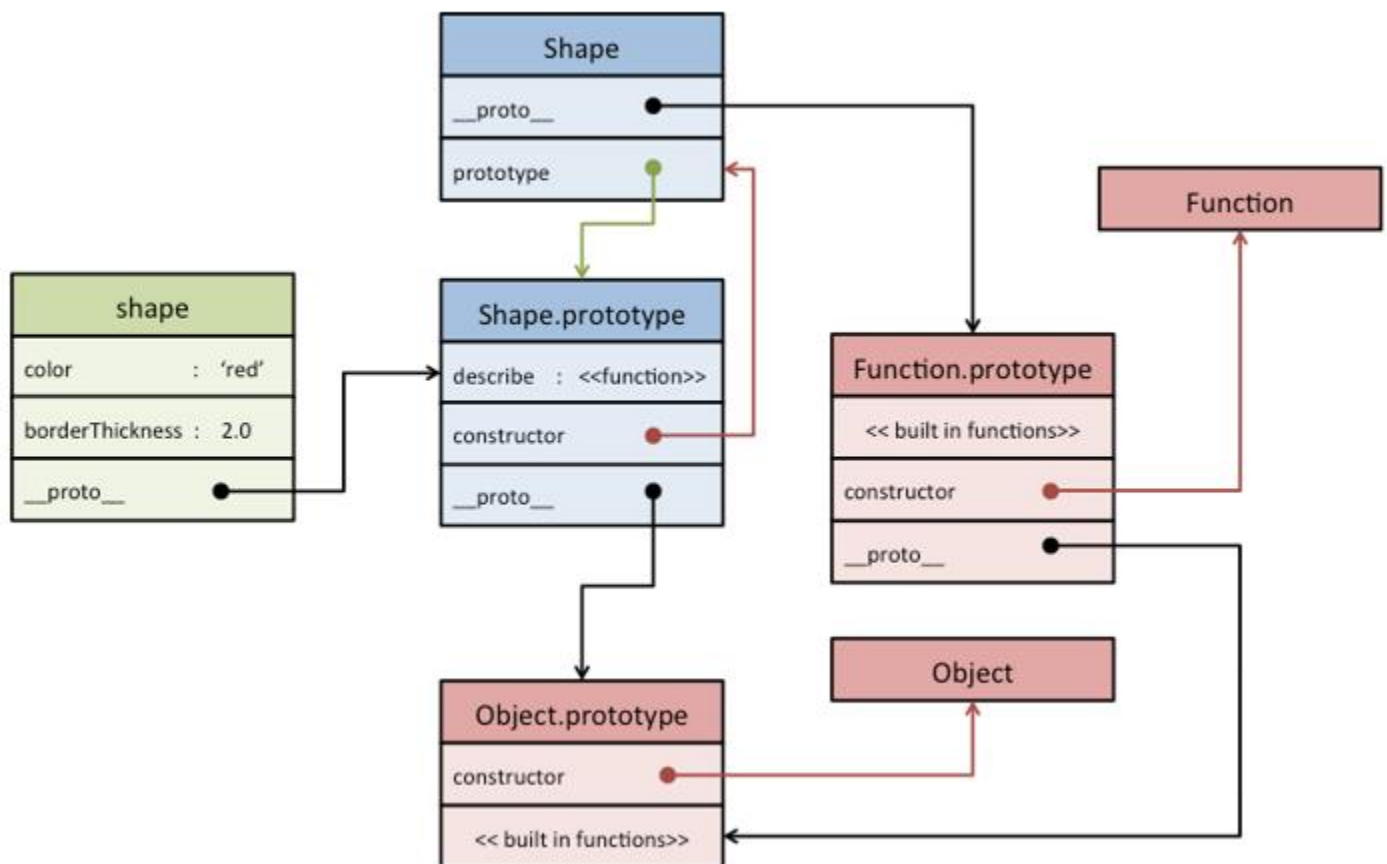 Shape
__proto__
prototype
Function
shape
color : ‘red’
borderThickness : 2.0
__proto__
Shape.prototype
describe : <<function>>
constructor
__proto__
Function.prototype
<< built in functions>>
constructor
__proto__
Object
Object.prototype
constructor
<< built in functions>>